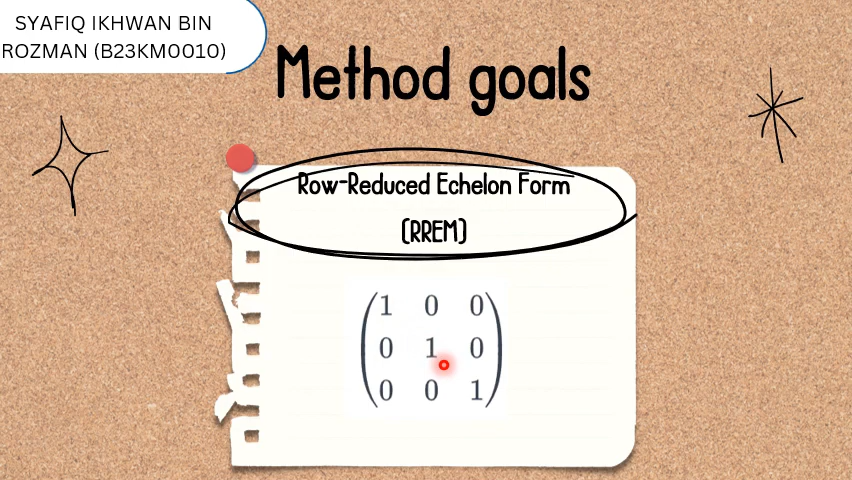 SYAFIQ IKHWAN BIN
ROZMAN (B23KM0010)
Method goals
Row-Reduced Echelon Form
(RREM)
1 0 0
0 1 0
0 0 1